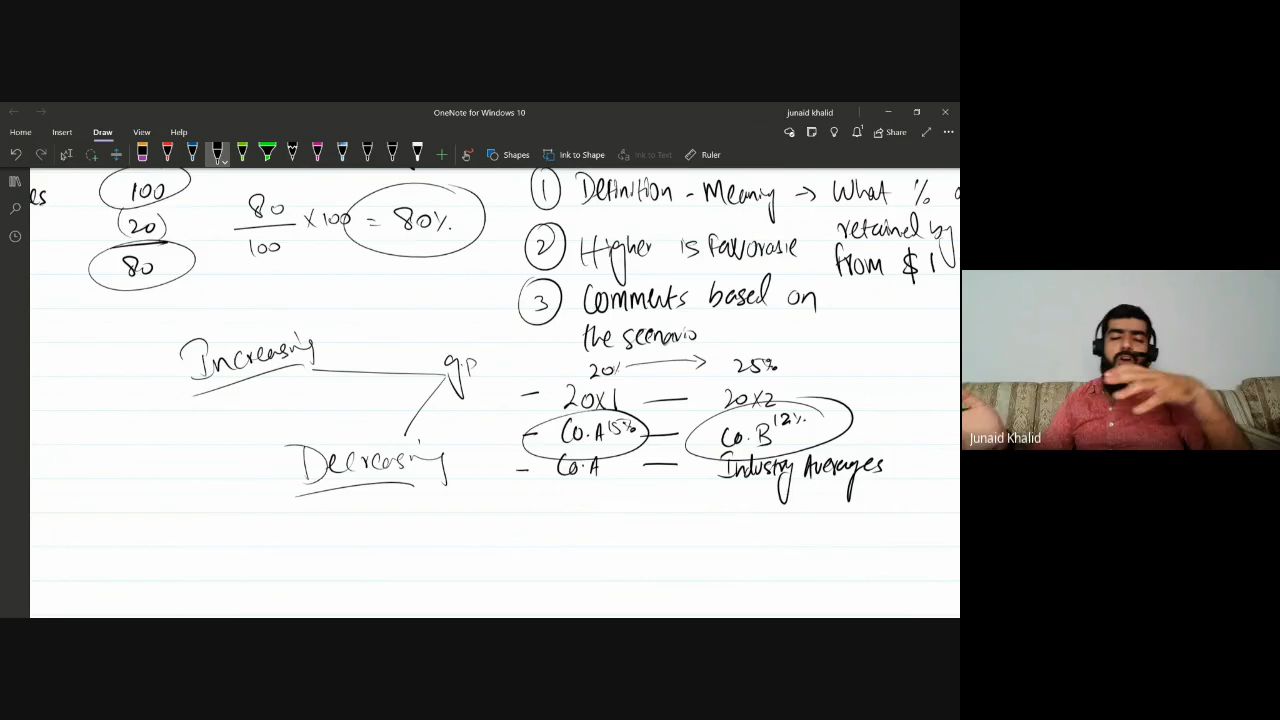 OneNote for Windows 10
junaid khalid
Home Insert Draw View Help
Share
Shapes
Ink to Shape
Ink to Text
Ruler
es
100
20
80
80
100
×100
= 80%
① Definition - Meaning → What %
retained by
② Higher is favorasie
from $1
③ Comments based on
the scenario
20% → 25%
- 20X1 — 20X2
- Co.A 15% — Co.B 12%
- Co.A — Industry Averages
Increasing
g.p
Decreasing
Junaid Khalid